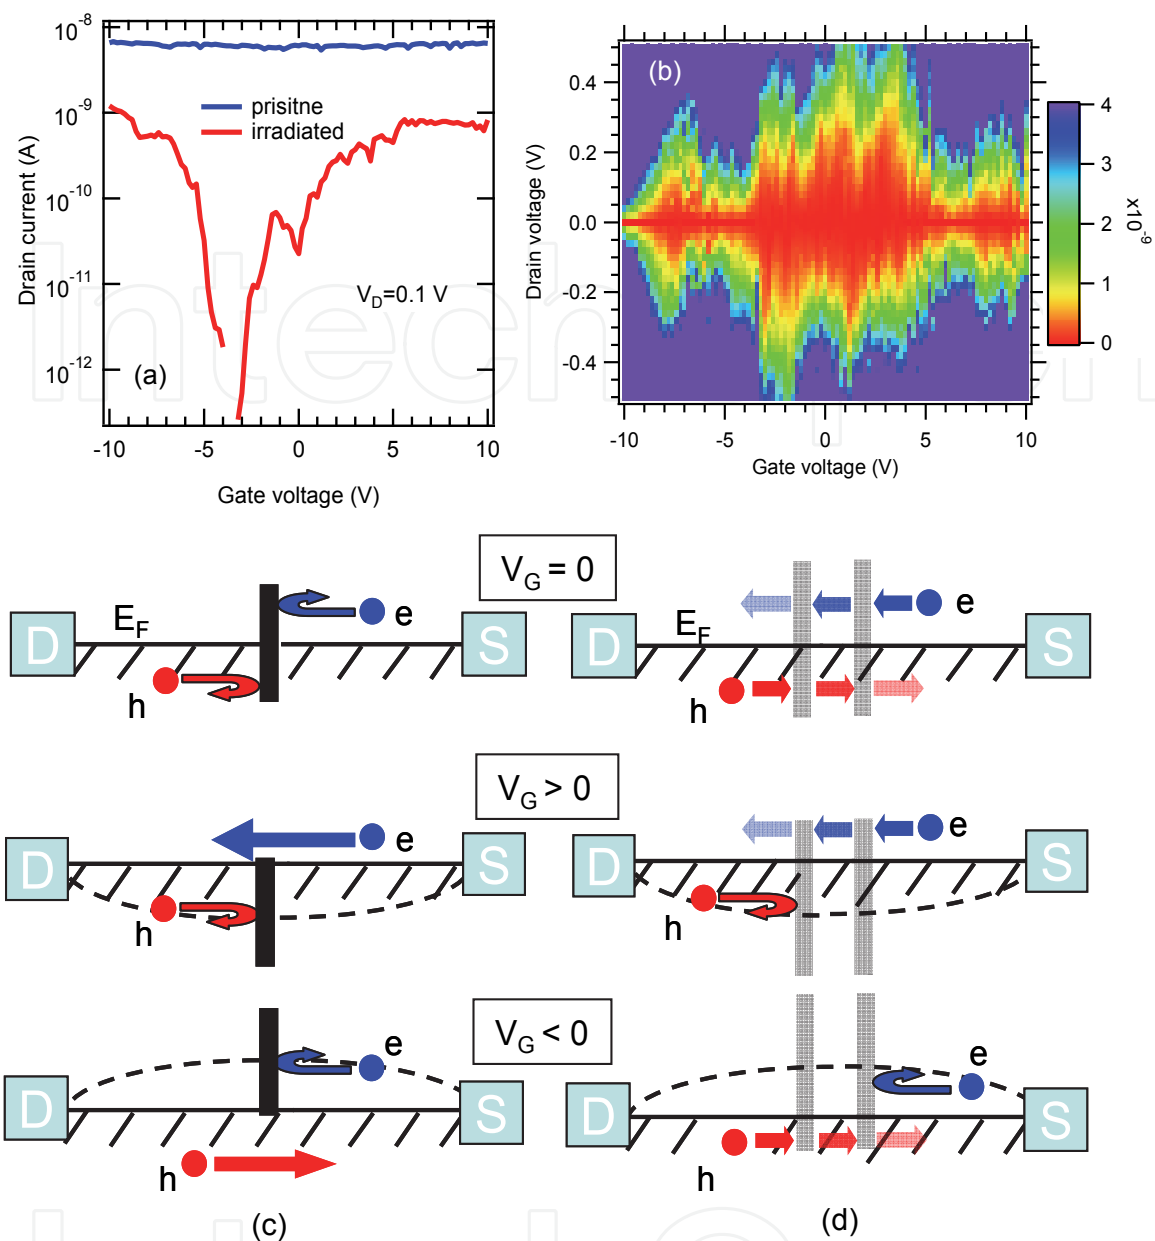 10-8
10-9
10-10
10-11
10-12
Drain current (A)
prisitne
irradiated
VD=0.1 V
(a)
-10
-5
0
5
10
Gate voltage (V)
(b)
0.4
0.2
0.0
-0.2
-0.4
Drain voltage (V)
-10
-5
0
5
10
Gate voltage (V)
4
3
2
1
0
x10-9
VG = 0
D
EF
e
S
h
D
EF
e
S
h
VG > 0
D
e
S
h
D
e
S
h
VG < 0
D
e
S
h
D
e
S
h
(c)
(d)